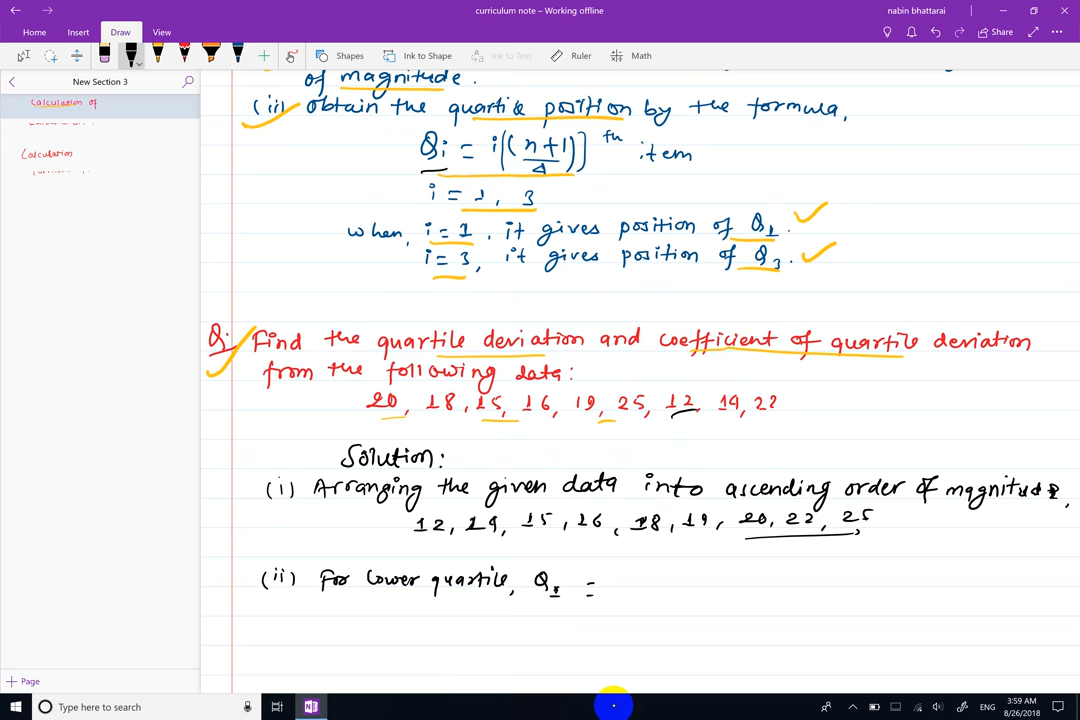 curriculum note – Working offline
nabin bhattarai
Home Insert Draw View
Share
Shapes Ink to Shape Ink to Text Ruler Math
New Section 3
Calculation of
Calculation
of magnitude.
(iii) obtain the quartile position by the formula,
Qi = i[(n+1)/4]th item
i = 1, 3
when, i = 1, it gives position of Q1.
i = 3, it gives position of Q3.
Q. Find the quartile deviation and coefficient of quartile deviation
from the following data:
20, 18, 15, 16, 19, 25, 12, 14, 22
Solution:
(i) Arranging the given data into ascending order of magnitude,
12, 14, 15, 16, 18, 19, 20, 22, 25
(ii) For lower quartile, Q1 =
+ Page
Type here to search
ENG
3:59 AM
8/26/2018